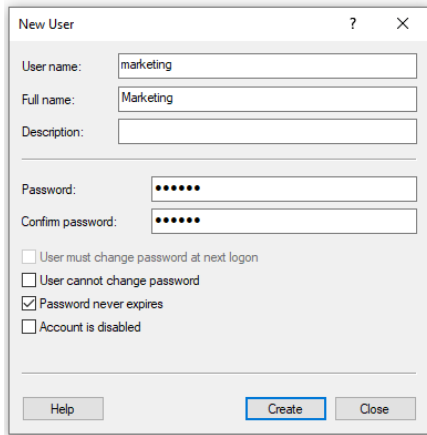 New User ? ×
User name: marketing
Full name: Marketing
Description:
Password: ••••••
Confirm password: ••••••
User must change password at next logon
User cannot change password
Password never expires
Account is disabled
Help Create Close